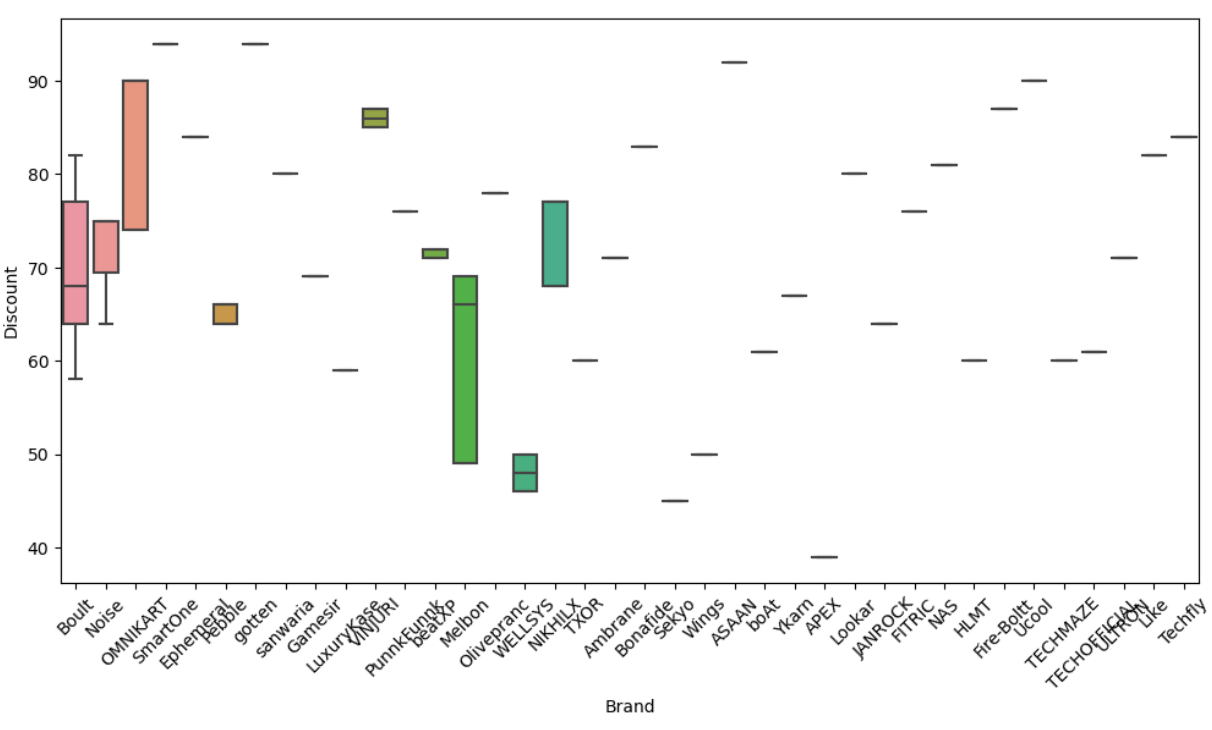 90
80
70
60
50
40
Discount
Boult
Noise
OMNIKART
SmartOne
Ephemeral
Pebble
gotten
sanwaria
Gamesir
LuxuryKase
VINJURI
PunnkFunk
beatXP
Melbon
Olivepranc
WELLSYS
NIKHILX
TXOR
Ambrane
Bonafide
Sekyo
Wings
ASAAN
boAt
Ykarn
APEX
Lookar
JANROCK
FITRIC
NAS
HLMT
Fire-Boltt
Ucool
TECHMAZE
TECHOFFICIAL
ULTRON
Like
Techfly
Brand